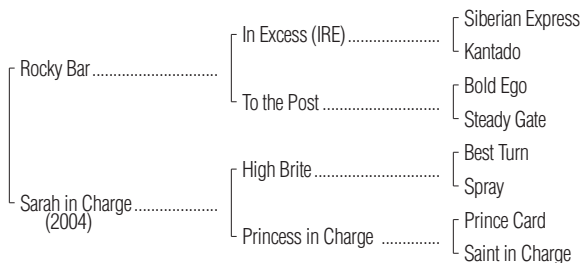 Siberian Express
In Excess (IRE)........................
Kantado
Rocky Bar................................
Bold Ego
To the Post..............................
Steady Gate
Best Turn
High Brite................................
Spray
Sarah in Charge.....................
(2004)
Prince Card
Princess in Charge ...............
Saint in Charge